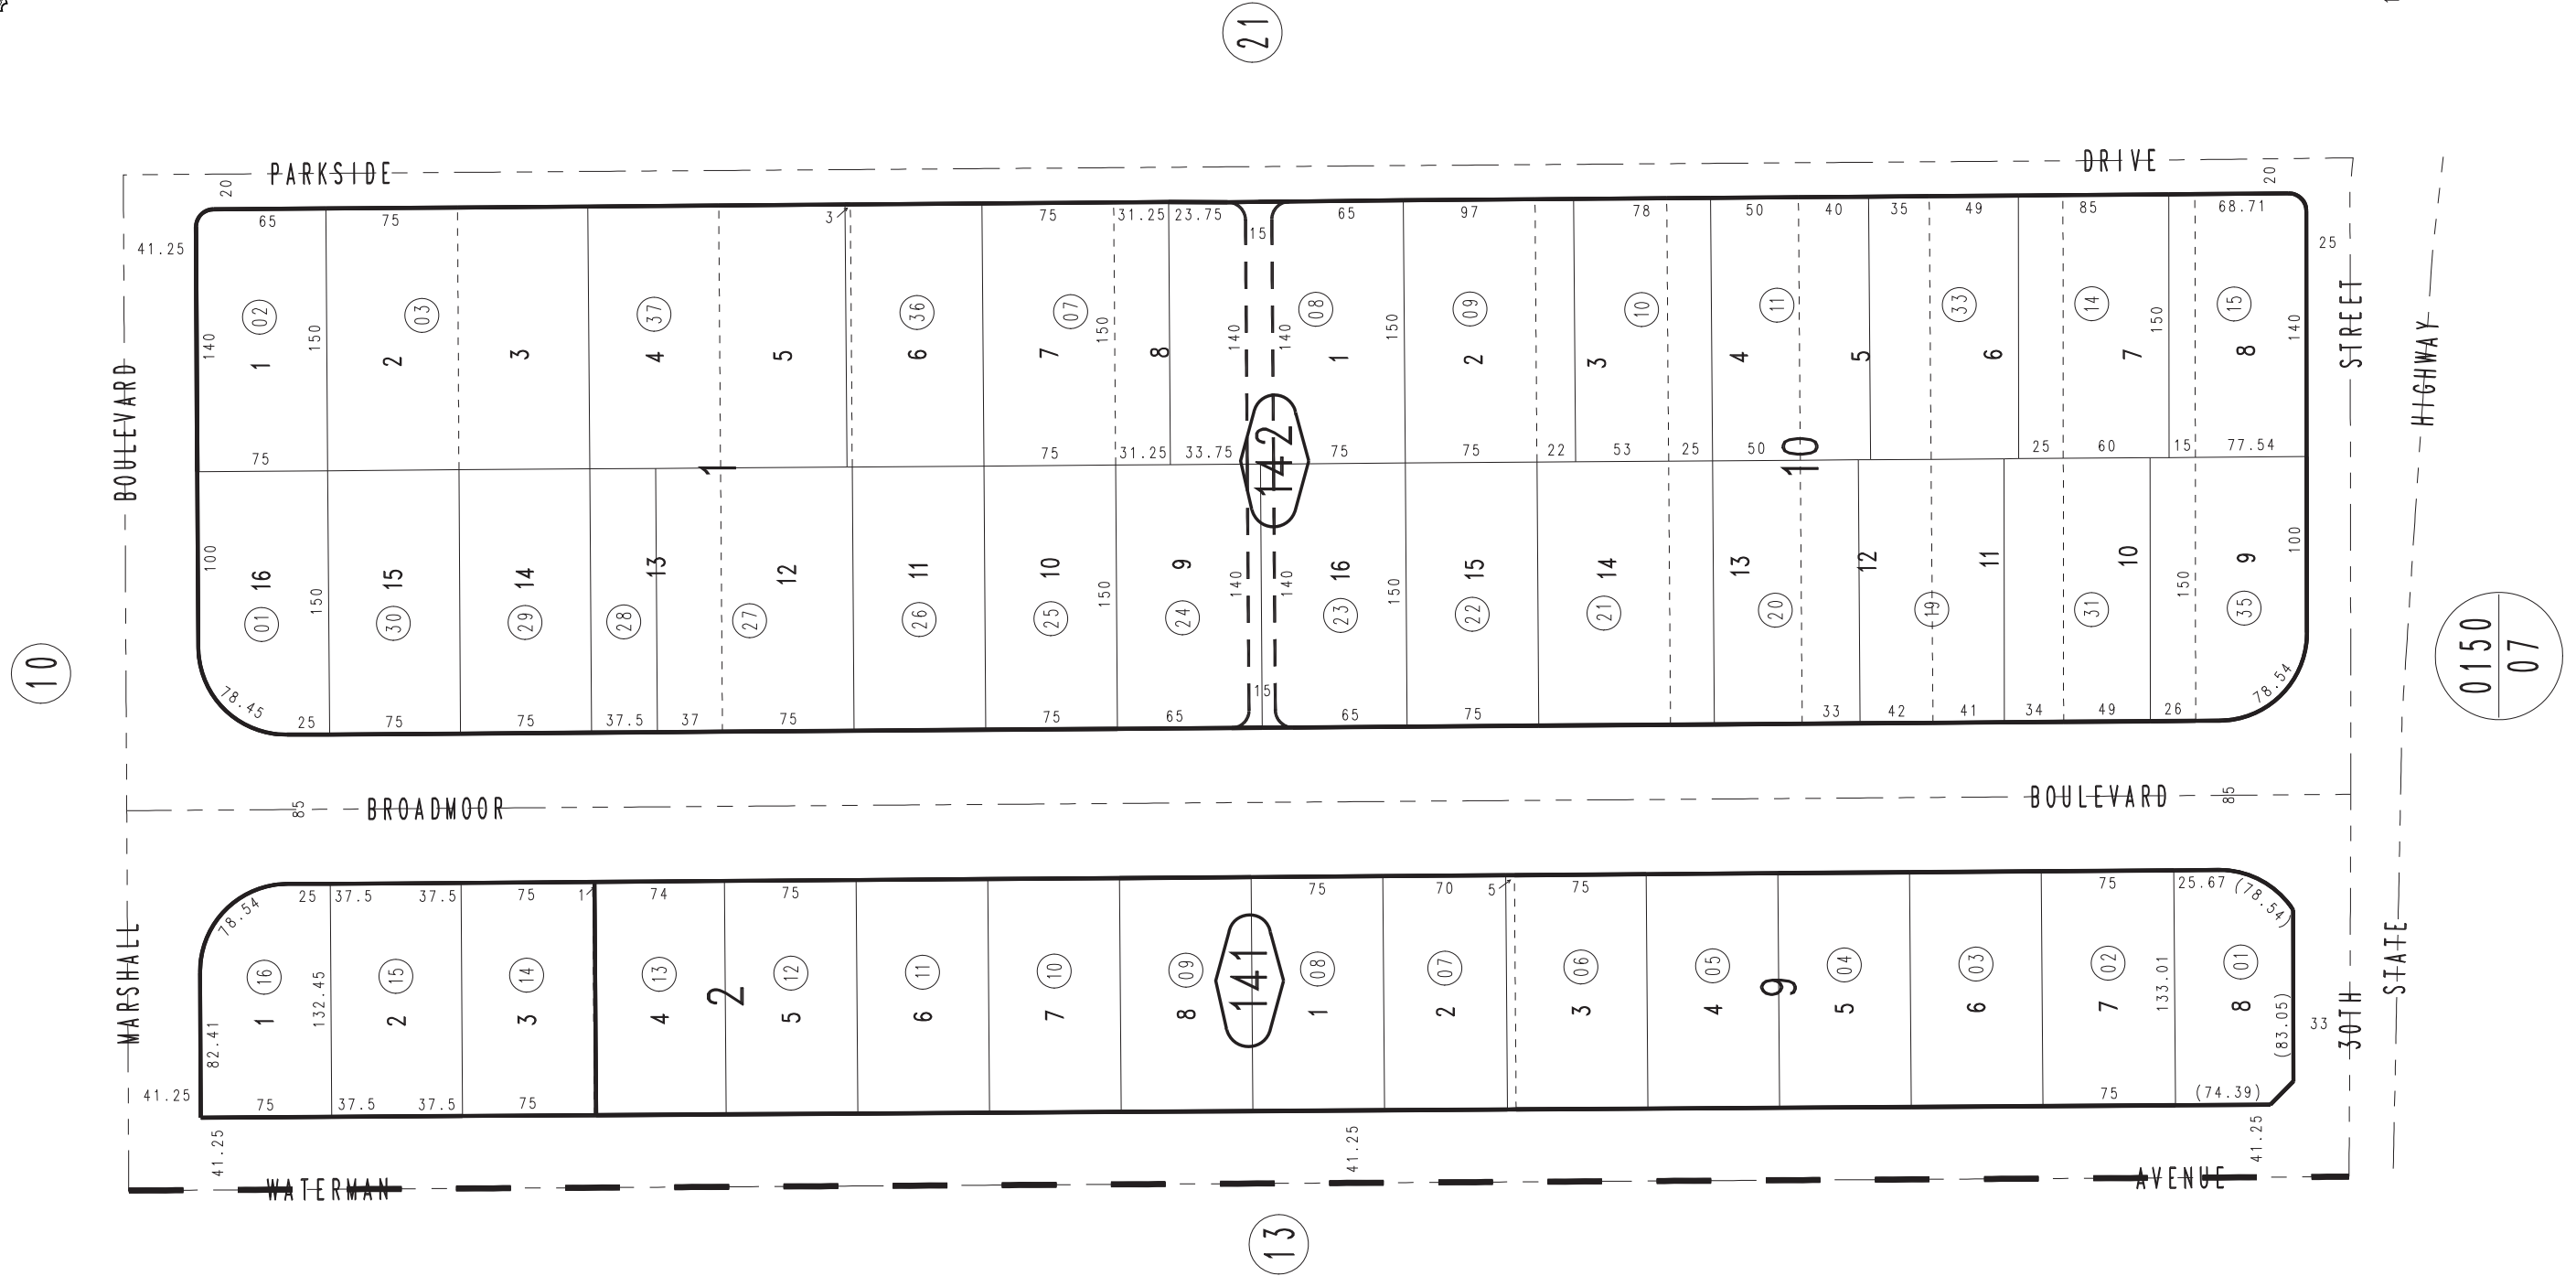 21
PARKSIDE DRIVE
20 20
65 75 3 75 31.25 23.75 65 97 78 50 40 35 49 85 68.71
41.25 15 25
02 03 37 36 07 08 09 10 11 33 14 15
140 150 150 140 140 150 150 140
1 2 3 4 5 6 7 8 1 2 3 4 5 6 7 8
BOULEVARD STREET HIGHWAY
75 75 31.25 33.75 75 75 22 53 25 50 25 60 15 77.54
1 142 10
100 150 150 140 140 150 150 100
16 15 14 13 12 11 10 9 16 15 14 13 12 11 10 9
01 30 29 28 27 26 25 24 23 22 21 20 19 31 35
10 0150
07
78.45 15 78.54
25 75 75 37.5 37 75 75 65 65 75 33 42 41 34 49 26
85 BROADMOOR BOULEVARD 85
25 37.5 37.5 75 1 74 75 75 70 5 75 75 25.67 (78.54)
78.54
16 15 14 13 12 11 10 09 08 07 06 05 04 03 02 01
MARSHALL 132.45 2 141 9 133.01 STATE
1 2 3 4 5 6 7 8 1 2 3 4 5 6 7 8
82.41 (83.05) 33 30TH
41.25 75 37.5 37.5 75 75 (74.39)
41.25 41.25 41.25
WATERMAN AVENUE
13